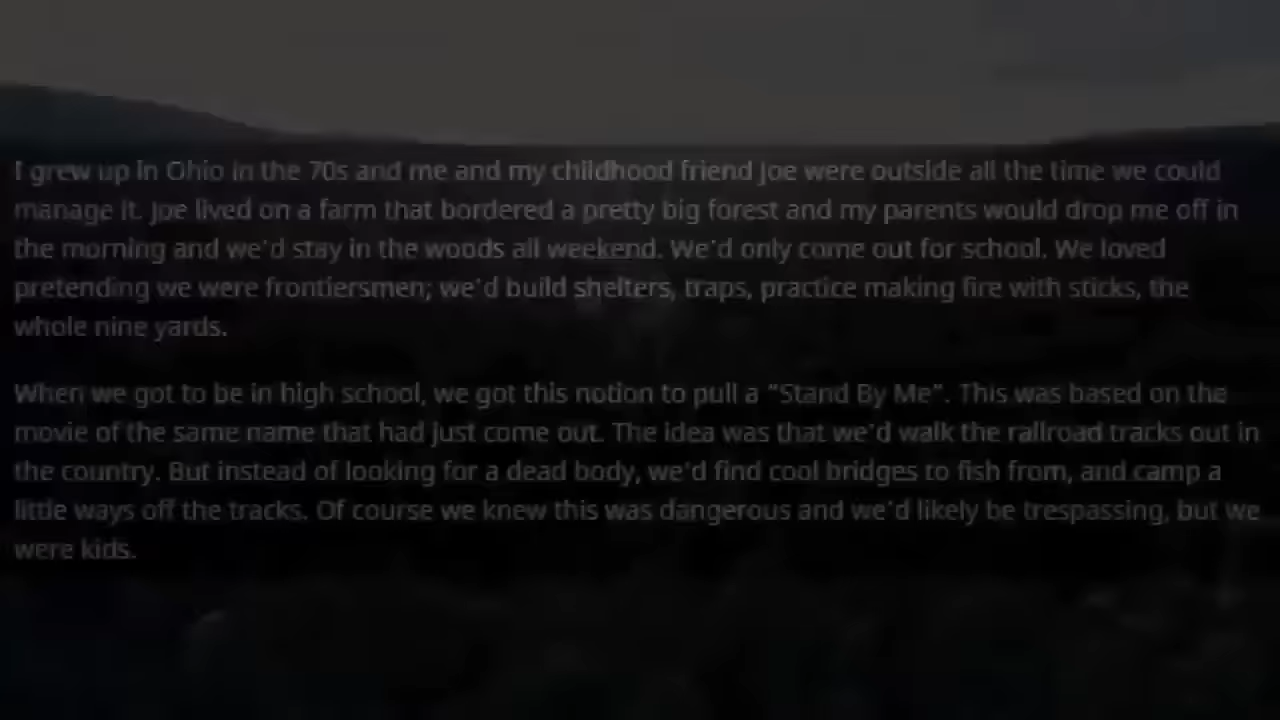 I grew up in Ohio in the 70s and me and my childhood friend Joe were outside all the time we could
manage it. Joe lived on a farm that bordered a pretty big forest and my parents would drop me off in
the morning and we'd stay in the woods all weekend. We'd only come out for school. We loved
pretending we were frontiersmen; we'd build shelters, traps, practice making fire with sticks, the
whole nine yards.
When we got to be in high school, we got this notion to pull a "Stand By Me". This was based on the
movie of the same name that had just come out. The idea was that we'd walk the railroad tracks out in
the country. But instead of looking for a dead body, we'd find cool bridges to fish from, and camp a
little ways off the tracks. Of course we knew this was dangerous and we'd likely be trespassing, but we
were kids.